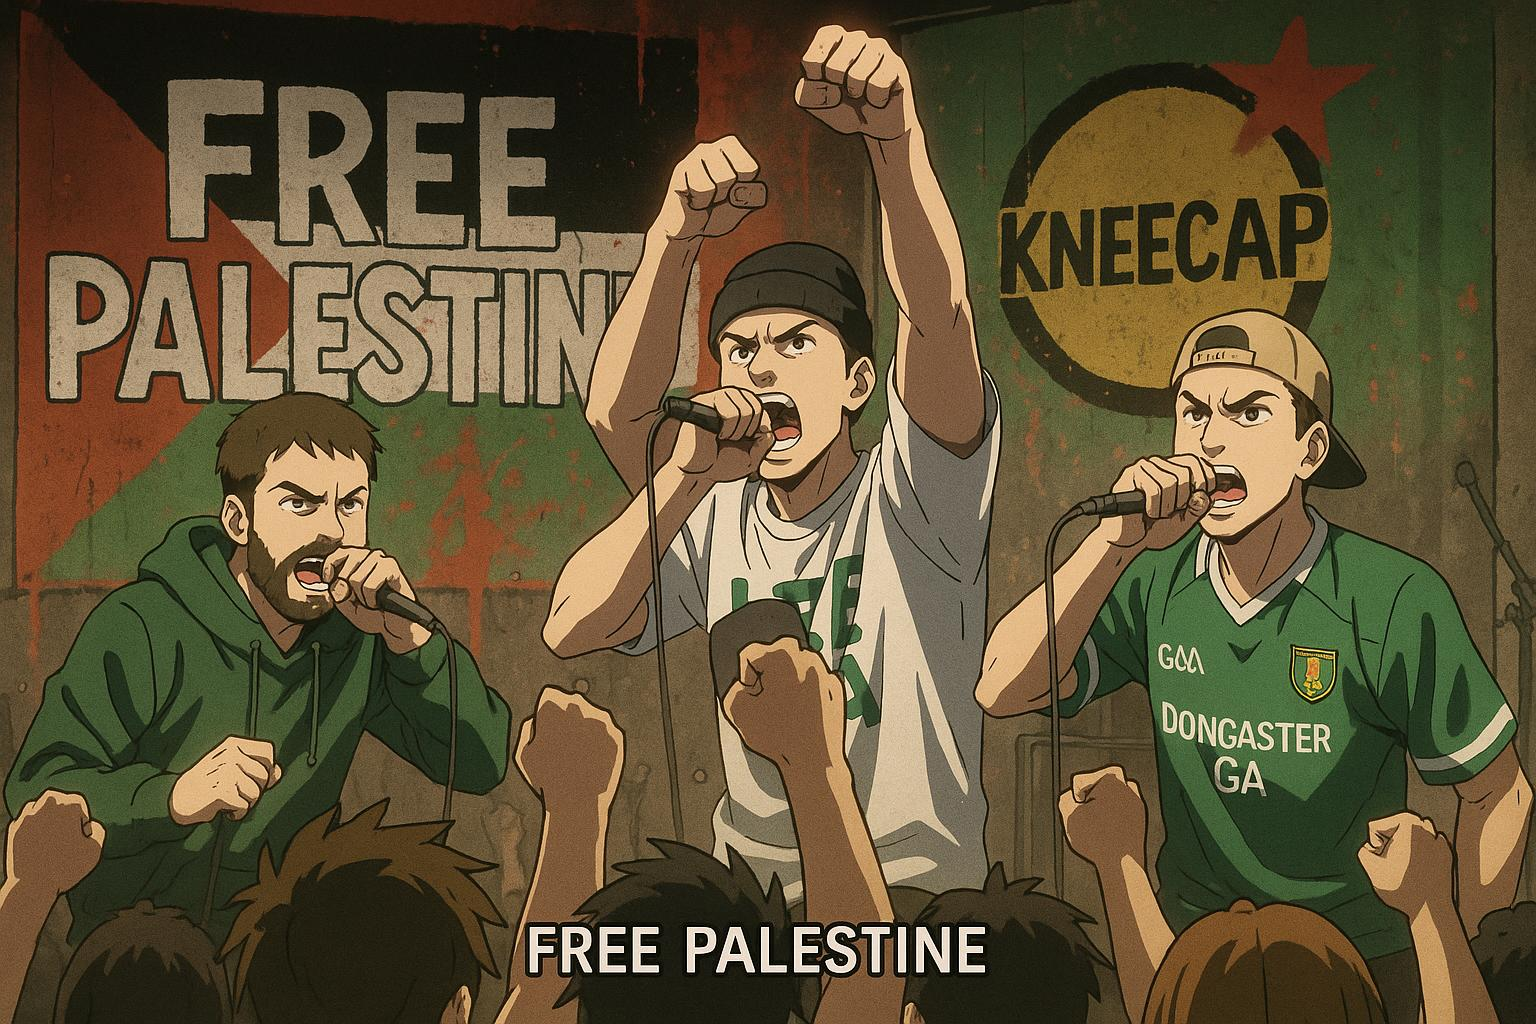 FREE
PALESTIN
KNEECAP
GAA
DONGASTER
GA
FREE PALESTINE